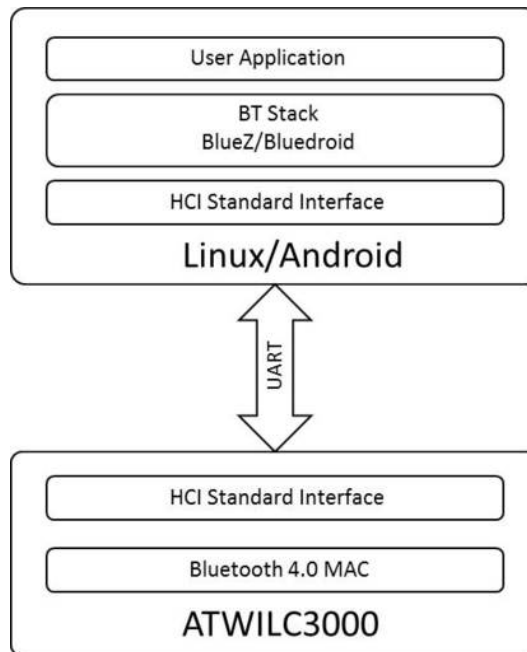 User Application
BT Stack
BlueZ/Bluedroid
HCI Standard Interface
Linux/Android
UART
HCI Standard Interface
Bluetooth 4.0 MAC
ATWILC3000